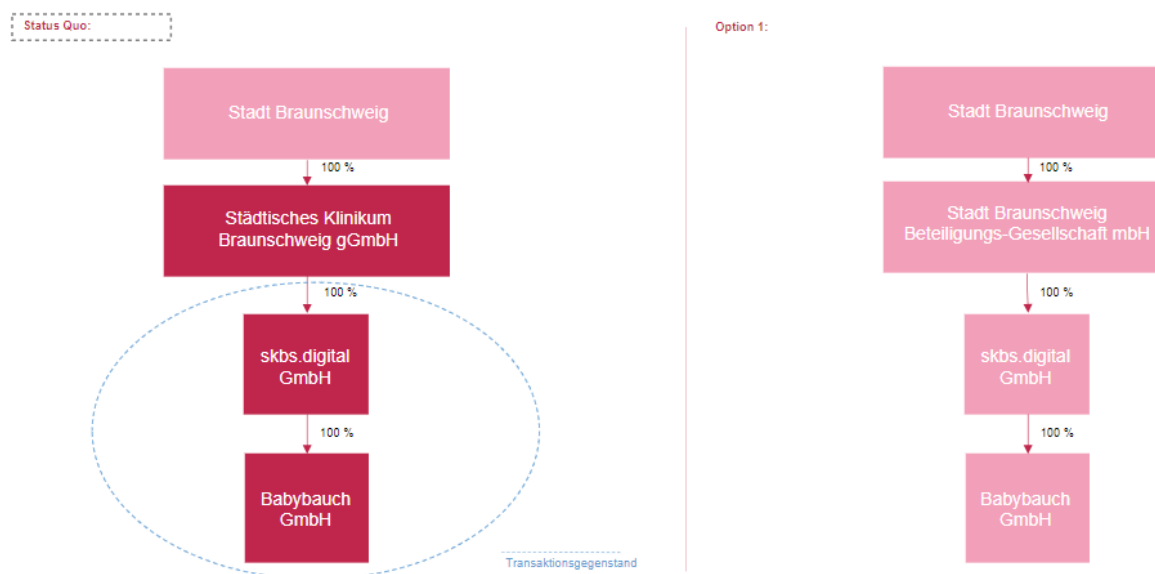 Status Quo:
Stadt Braunschweig
100 %
Städtisches Klinikum
Braunschweig gGmbH
100 %
skbs.digital
GmbH
100 %
Babybauch
GmbH
Transaktionsgegenstand
Option 1:
Stadt Braunschweig
100 %
Stadt Braunschweig
Beteiligungs-Gesellschaft mbH
100 %
skbs.digital
GmbH
100 %
Babybauch
GmbH